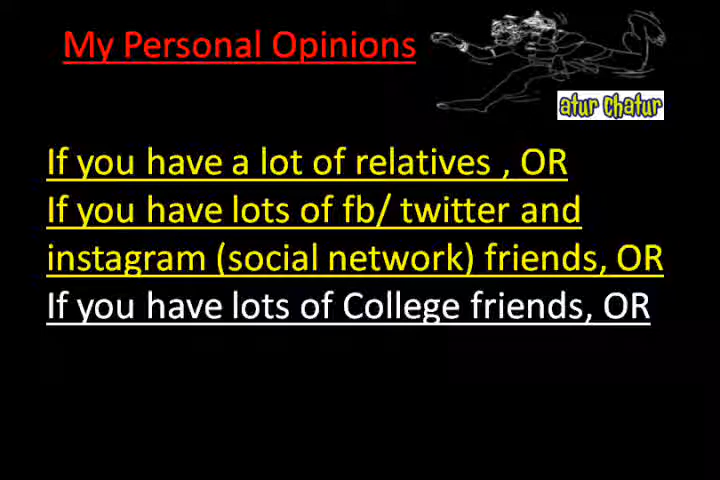 My Personal Opinions
atur chatur
If you have a lot of relatives , OR
If you have lots of fb/ twitter and
instagram (social network) friends, OR
If you have lots of College friends, OR